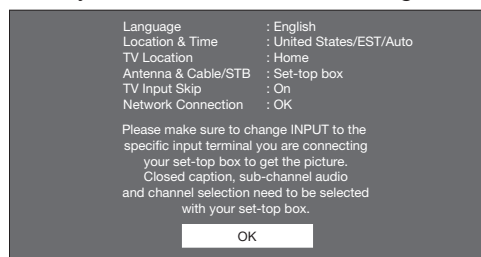 Language : English
Location & Time : United States/EST/Auto
TV Location : Home
Antenna & Cable/STB : Set-top box
TV Input Skip : On
Network Connection : OK
Please make sure to change INPUT to the
specific input terminal you are connecting
your set-top box to get the picture.
Closed caption, sub-channel audio
and channel selection need to be selected
with your set-top box.
OK